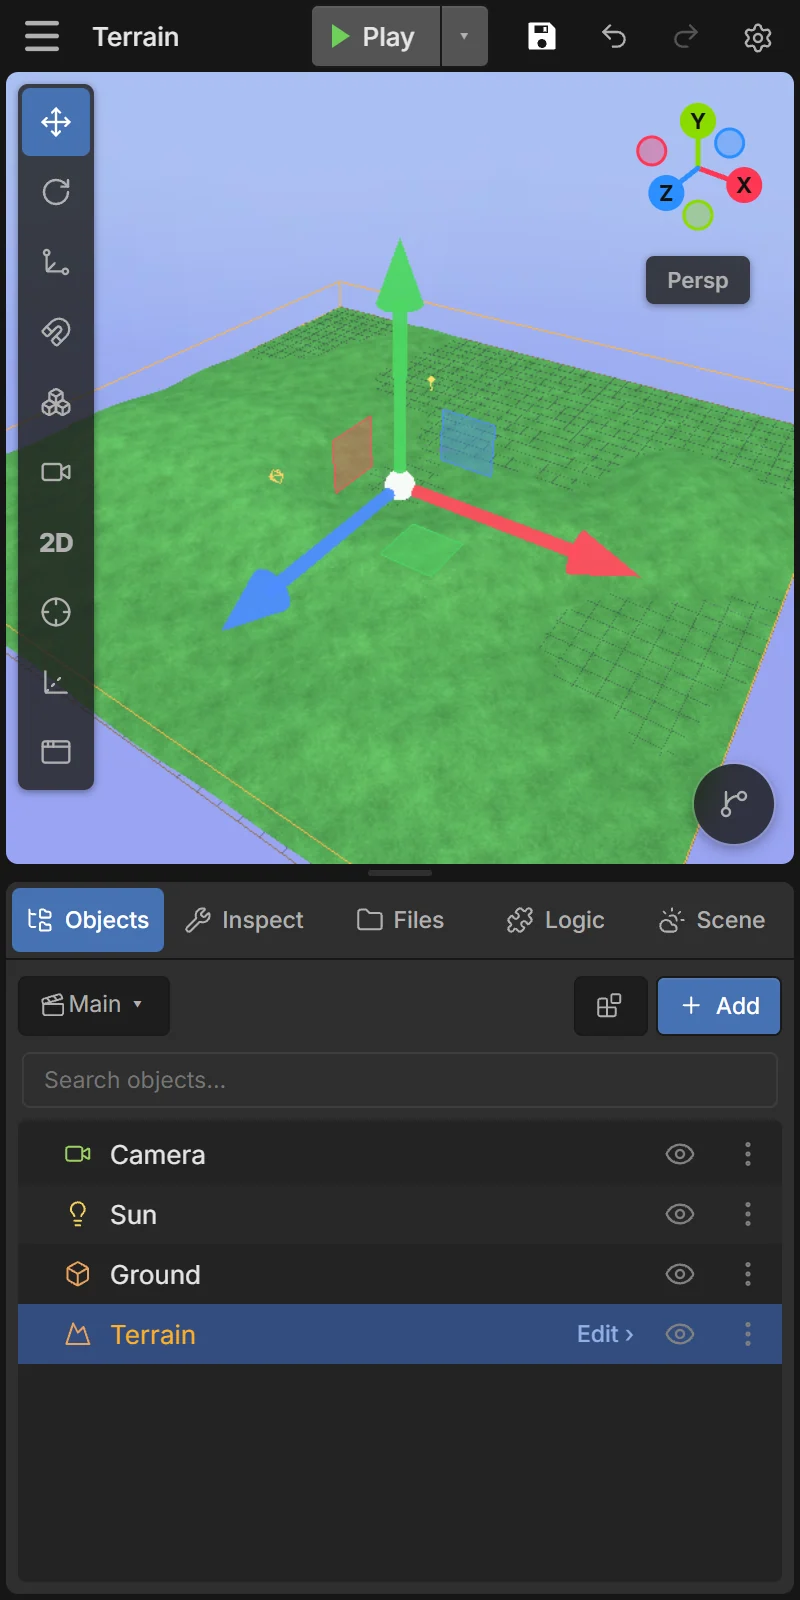 Terrain
Play
Y
X
Z
Persp
2D
Objects
Inspect
Files
Logic
Scene
Main
+ Add
Search objects...
Camera
Sun
Ground
Terrain
Edit ›